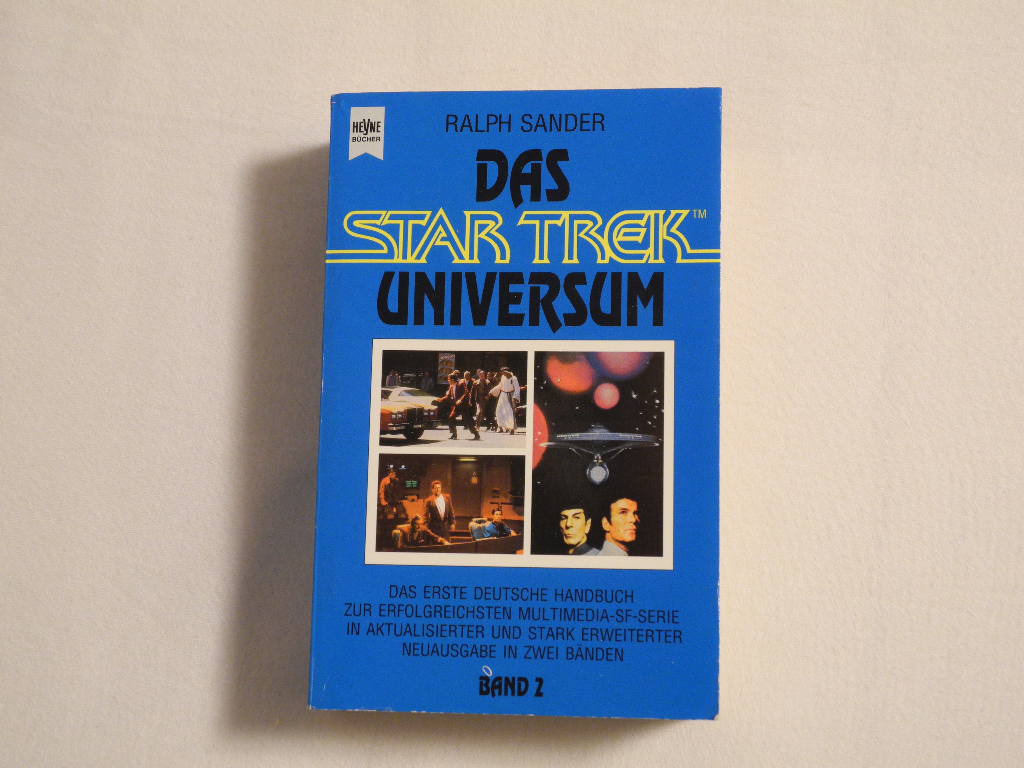 HEYNE
BÜCHER
RALPH SANDER
DAS
STAR TREK™
UNIVERSUM
DAS ERSTE DEUTSCHE HANDBUCH
ZUR ERFOLGREICHSTEN MULTIMEDIA-SF-SERIE
IN AKTUALISIERTER UND STARK ERWEITERTER
NEUAUSGABE IN ZWEI BÄNDEN
BAND 2